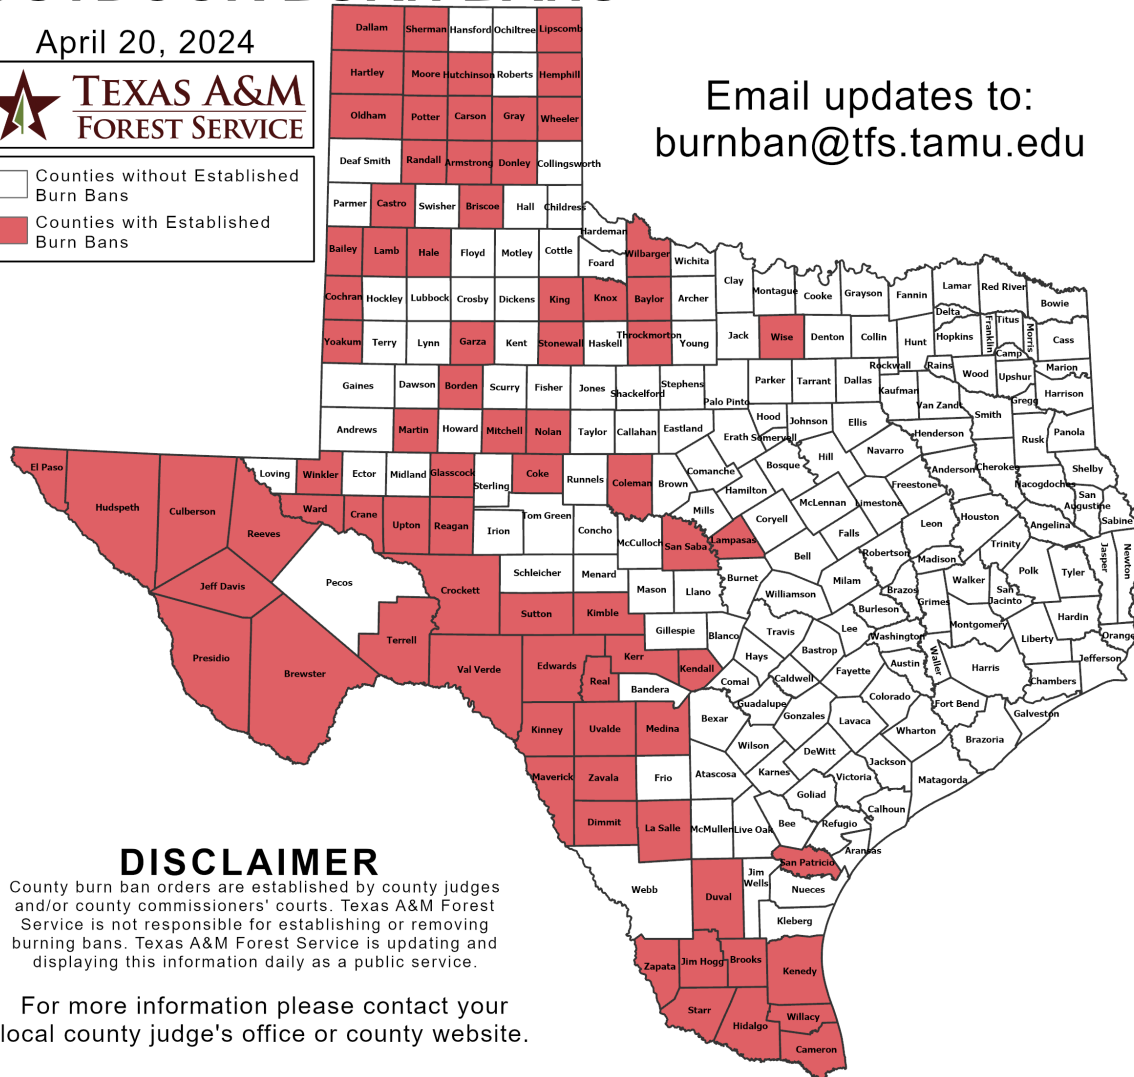 OUTDOOR BURN BANS
April 20, 2024
TEXAS A&M
FOREST SERVICE
Counties without Established
Burn Bans
Counties with Established
Burn Bans
Email updates to:
burnban@tfs.tamu.edu
Dallam Sherman Hansford Ochiltree Lipscomb
Hartley Moore Hutchinson Roberts Hemphill
Oldham Potter Carson Gray Wheeler
Deaf Smith Randall Armstrong Donley Collingsworth
Parmer Castro Swisher Briscoe Hall Childress
Hardeman
Bailey Lamb Hale Floyd Motley Cottle Foard Wilbarger Wichita
Clay Montague Cooke Grayson Fannin Lamar Red River Bowie
Cochran Hockley Lubbock Crosby Dickens King Knox Baylor Archer
Delta Franklin Titus Morris Cass
Yoakum Terry Lynn Garza Kent Stonewall Haskell Throckmorton Young Jack Wise Denton Collin Hunt Hopkins
Camp
Rockwall Rains Wood Upshur Marion
Gaines Dawson Borden Scurry Fisher Jones Shackelford Stephens Palo Pinto Parker Tarrant Dallas Kaufman Van Zandt Gregg Harrison
Smith
Andrews Martin Howard Mitchell Nolan Taylor Callahan Eastland Erath Somervell Hood Johnson Ellis Henderson Rusk Panola
El Paso Hudspeth Culberson Reeves Loving Winkler Ector Midland Glasscock Sterling Coke Runnels Coleman Brown Comanche Bosque Hill Navarro Anderson Cherokee Nacogdoches Shelby
Hamilton Freestone San
Augustine
Sabine
Ward Crane Upton Reagan Irion Tom Green Concho McCulloch San Saba Mills Lampasas Coryell McLennan Limestone Falls Leon Houston Angelina
Trinity
Jeff Davis Pecos Crockett Schleicher Menard Mason Llano Burnet Bell Milam Robertson Madison Walker Polk Tyler Jasper Newton
San
Jacinto
Terrell Sutton Kimble Gillespie Blanco Williamson Travis Burleson Brazos Grimes Montgomery Liberty Hardin
Lee Washington Orange
Presidio Brewster Val Verde Edwards Real Kerr Kendall Bandera Comal Hays Bastrop Caldwell Fayette Austin Waller Harris Jefferson
Chambers
Guadalupe Colorado Fort Bend Galveston
Kinney Uvalde Medina Bexar Gonzales Lavaca Wharton Brazoria
Wilson DeWitt Jackson Matagorda
Maverick Zavala Frio Atascosa Karnes Victoria
Goliad Calhoun
Dimmit La Salle McMullen Live Oak Bee Refugio
Aransas
San Patricio
Webb Duval Jim
Wells
Nueces
Kleberg
Zapata Jim Hogg Brooks Kenedy
Starr Hidalgo Willacy
Cameron
DISCLAIMER
County burn ban orders are established by county judges
and/or county commissioners' courts. Texas A&M Forest
Service is not responsible for establishing or removing
burning bans. Texas A&M Forest Service is updating and
displaying this information daily as a public service.
For more information please contact your
local county judge's office or county website.